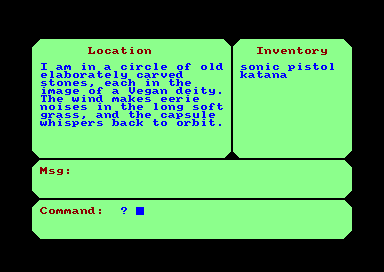 Location
I am in a circle of old
elaborately carved
stones, each in the
image of a Vegan deity.
The wind makes eerie
noises in the long soft
grass, and the capsule
whispers back to orbit.
Inventory
sonic pistol
katana
Msg:
Command: ?